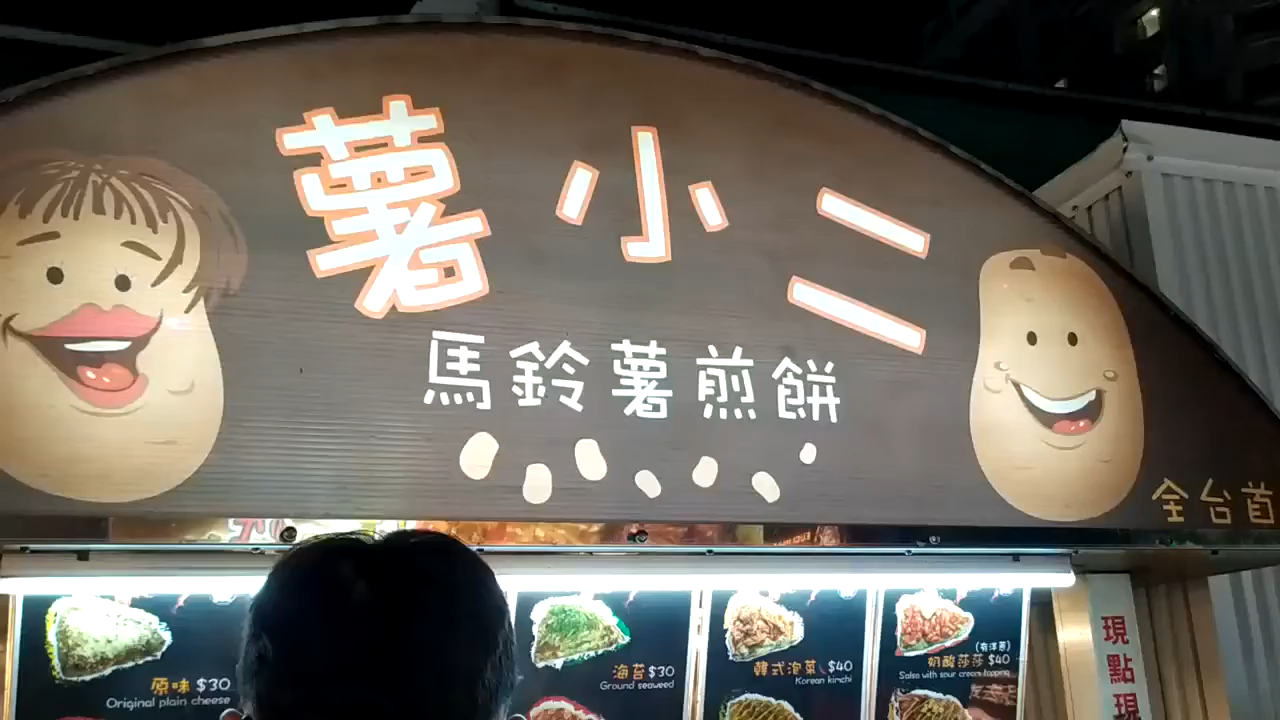 薯小二
馬鈴薯煎餅
全台首
原味 $30
Original plain cheese
海苔 $30
Ground seaweed
韓式泡菜 $40
Korean kimchi
(有洋蔥)
奶酸莎莎 $40
Salsa with sour cream topping
現點現